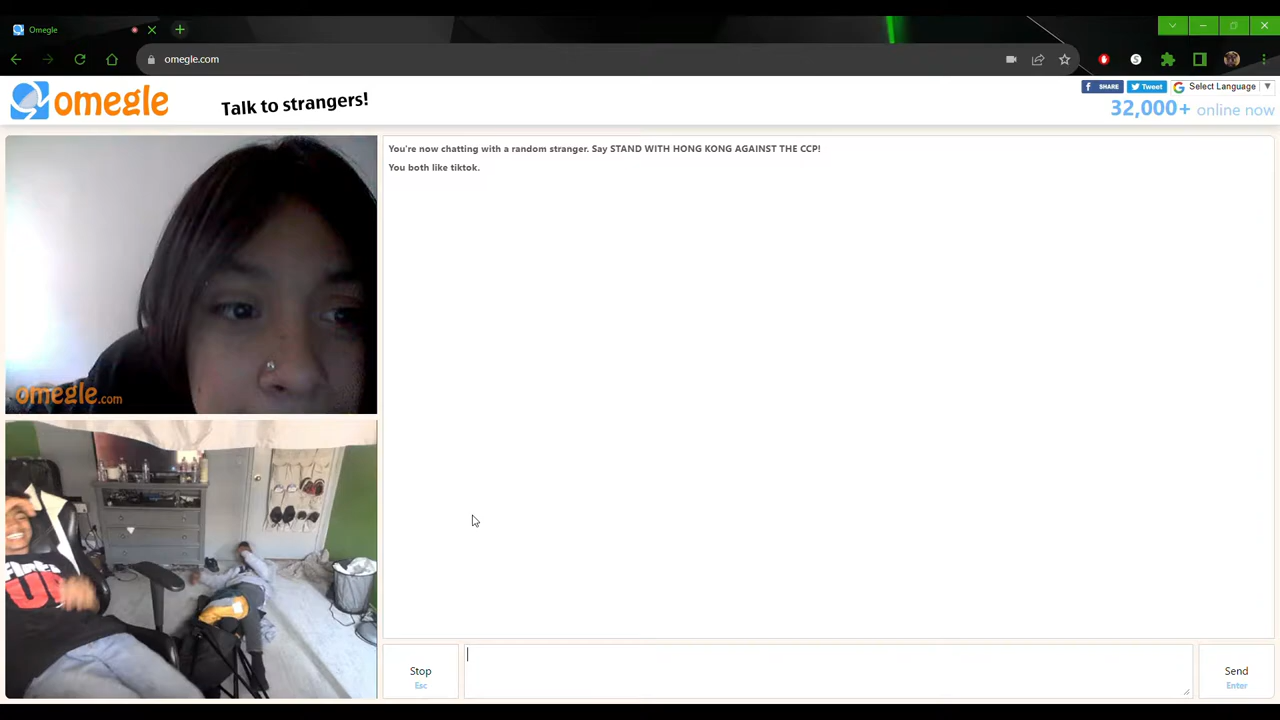 Omegle
omegle.com
omegle
Talk to strangers!
SHARE
Tweet
Select Language
32,000+ online now
You're now chatting with a random stranger. Say STAND WITH HONG KONG AGAINST THE CCP!
You both like tiktok.
omegle.com
Stop
Esc
Send
Enter